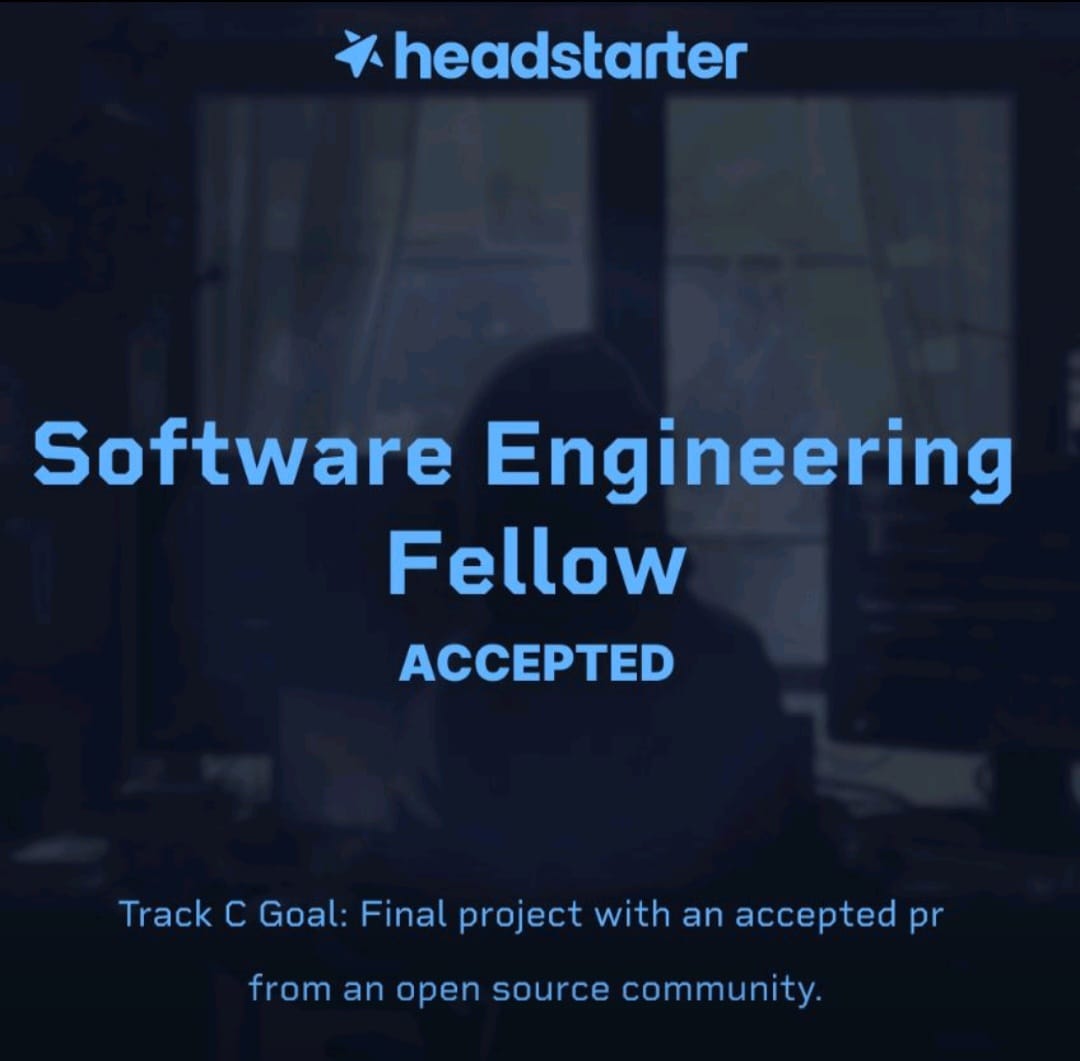 headstarter
Software Engineering
Fellow
ACCEPTED
Track C Goal: Final project with an accepted pr
from an open source community.